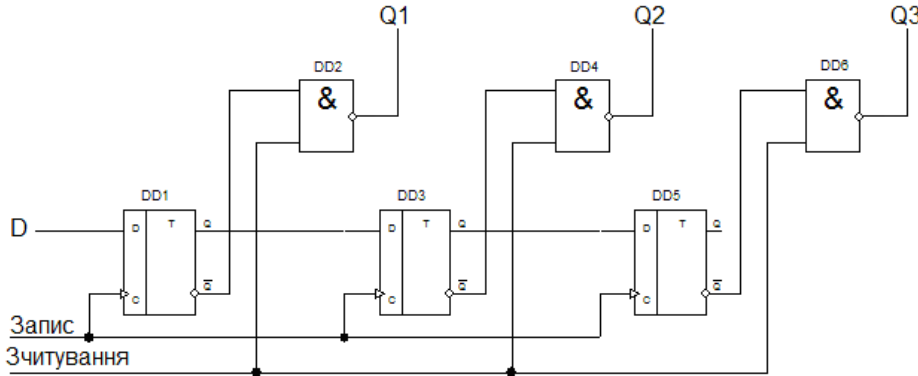 Q1 Q2 Q3
DD2 DD4 DD6
& & &
DD1 DD3 DD5
D D T Q D T Q D T Q
C Q̅ C Q̅ C Q̅
Запис
Зчитування